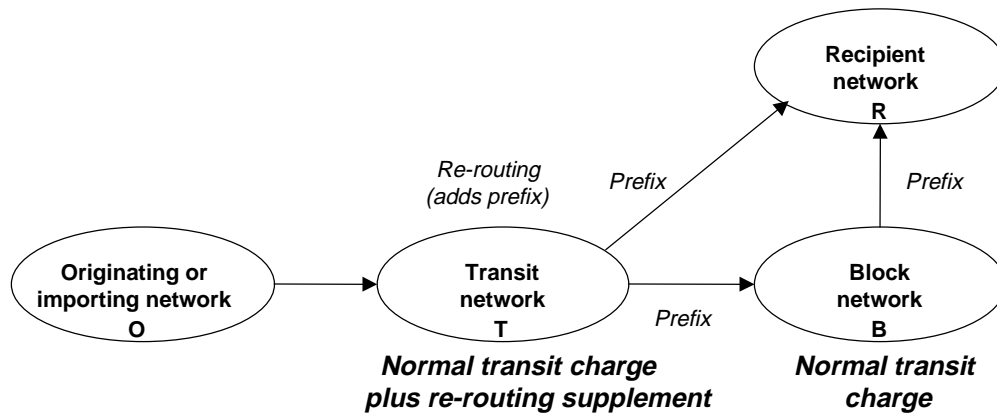 Recipient
network
R
Re-routing
(adds prefix)
Prefix
Prefix
Originating or
importing network
O
Transit
network
T
Block
network
B
Prefix
Normal transit charge
plus re-routing supplement
Normal transit
charge